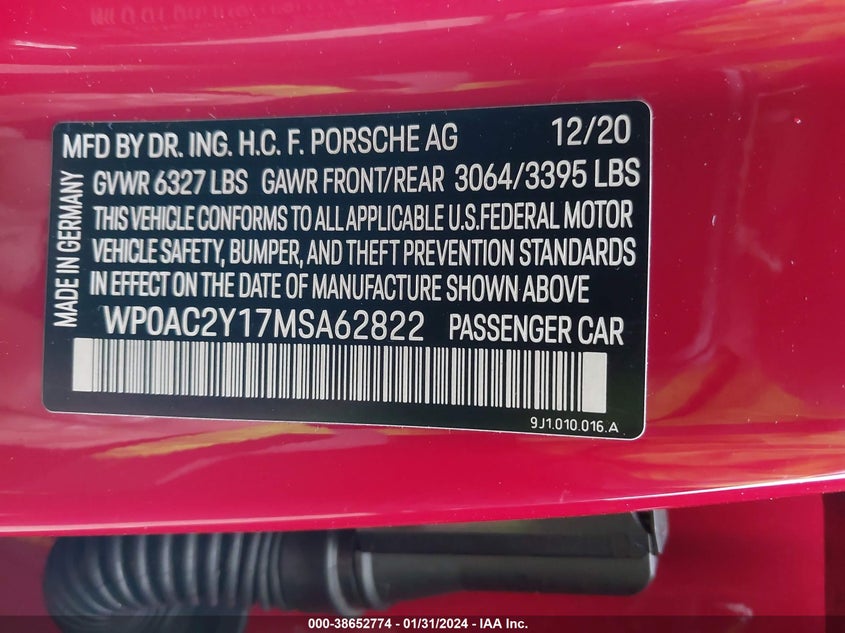 MFD BY DR. ING. H.C. F. PORSCHE AG 12/20
GVWR 6327 LBS GAWR FRONT/REAR 3064/3395 LBS
THIS VEHICLE CONFORMS TO ALL APPLICABLE U.S.FEDERAL MOTOR
VEHICLE SAFETY, BUMPER, AND THEFT PREVENTION STANDARDS
IN EFFECT ON THE DATE OF MANUFACTURE SHOWN ABOVE
MADE IN GERMANY
WP0AC2Y17MSA62822 PASSENGER CAR
9J1.010.016.A
000-38652774 - 01/31/2024 - IAA Inc.